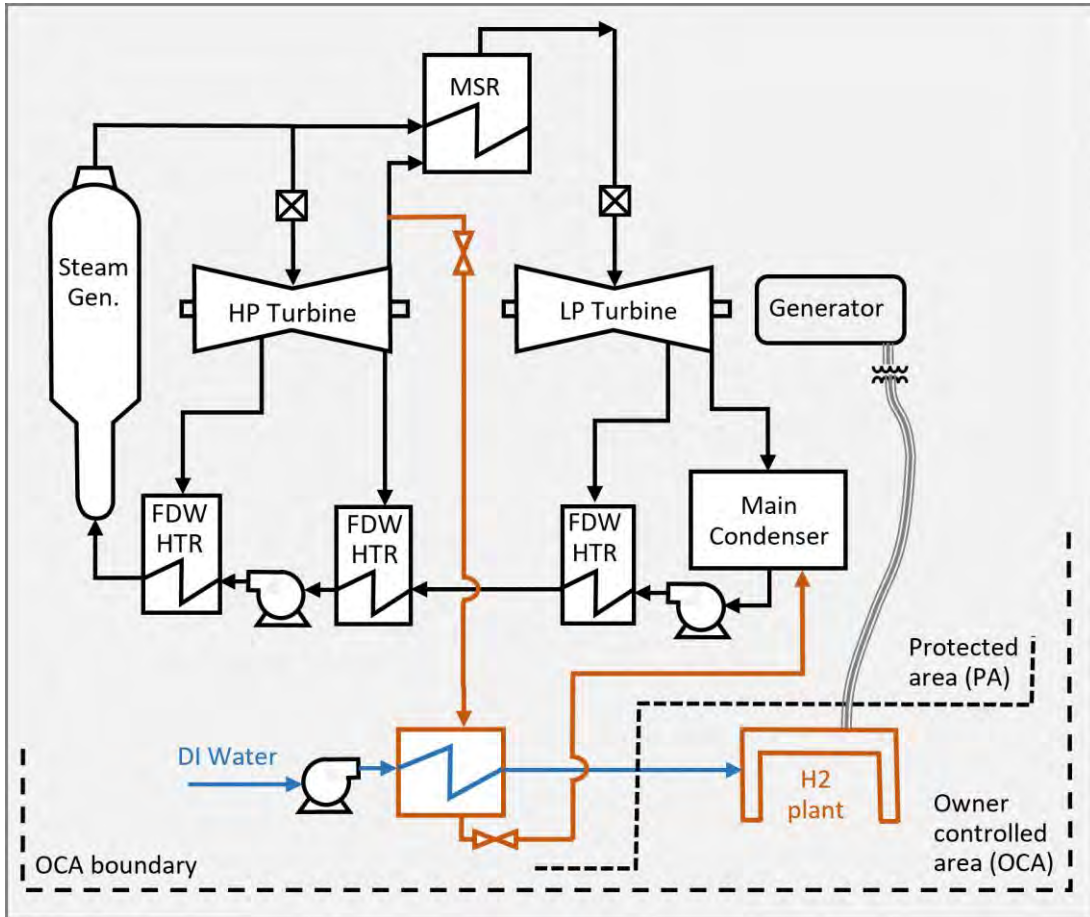 MSR
Steam
Gen.
HP Turbine
LP Turbine
Generator
FDW
HTR
FDW
HTR
FDW
HTR
Main
Condenser
Protected
area (PA)
DI Water
H2
plant
Owner
controlled
area (OCA)
OCA boundary